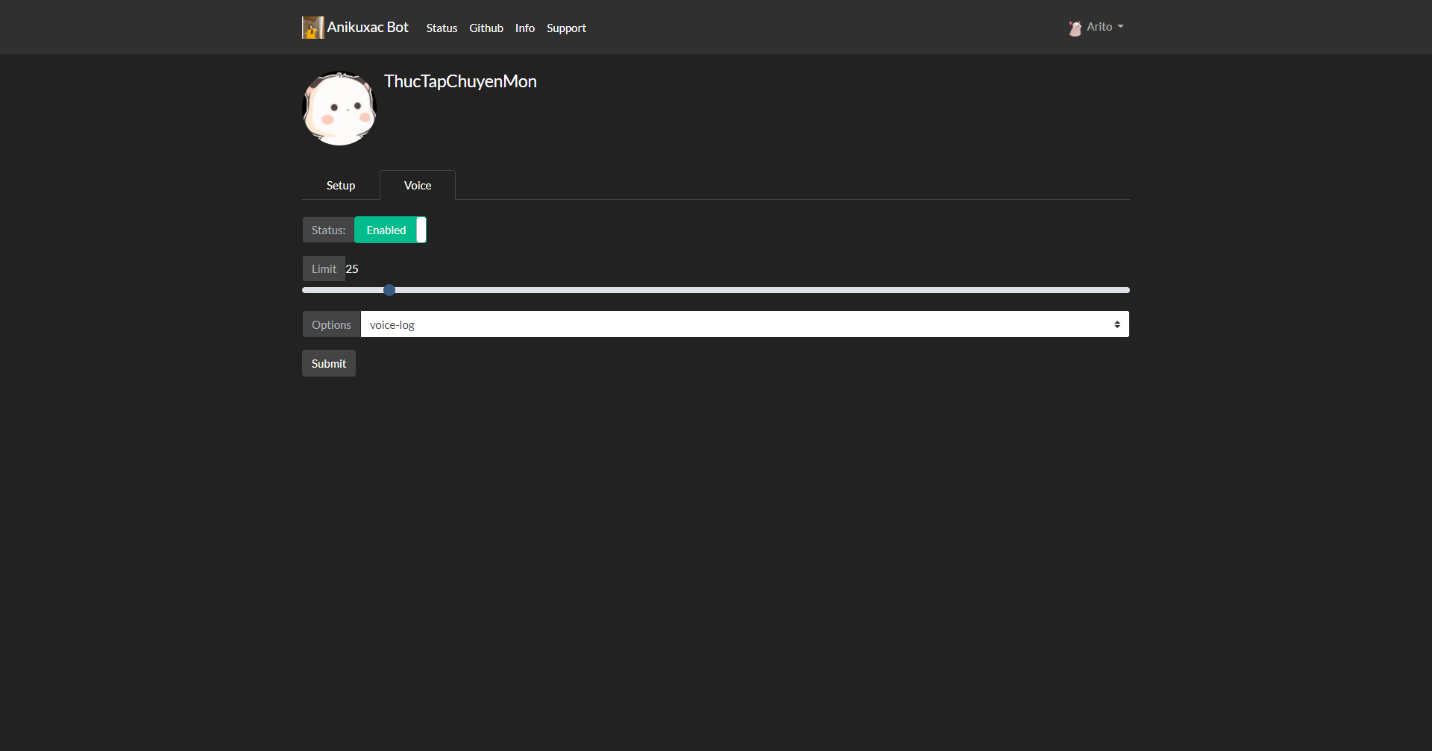 Anikuxac Bot Status Github Info Support Arito
ThucTapChuyenMon
Setup Voice
Status: Enabled
Limit 25
Options voice-log
Submit